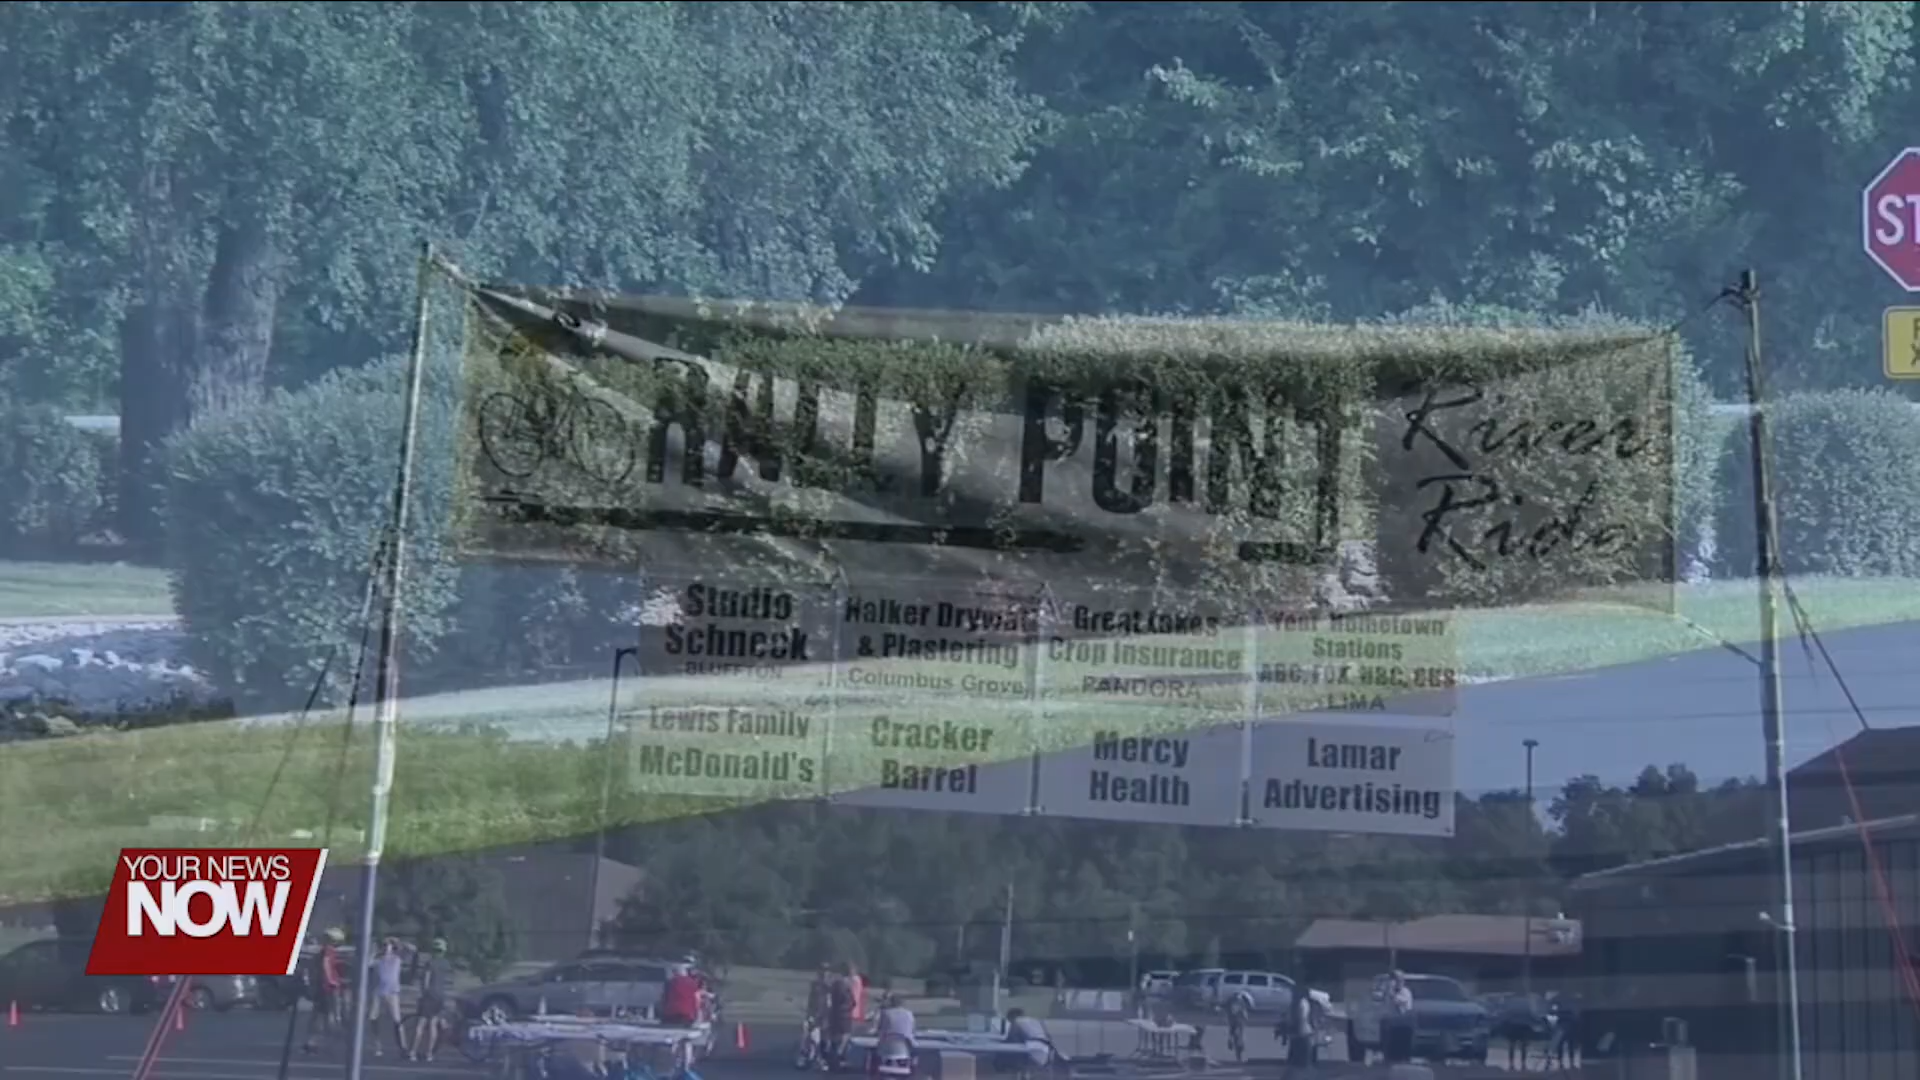 ST
RALLY POINT
River
Ride
Studio
Schneck
BLUFFTON
Walker Drywall
& Plastering
Columbus Grove
Great Lakes
Crop Insurance
PANDORA
Your Hometown
Stations
ABC, FOX, NBC, CBS
LIMA
Lewis Family
McDonald's
Cracker
Barrel
Mercy
Health
Lamar
Advertising
YOUR NEWS
NOW